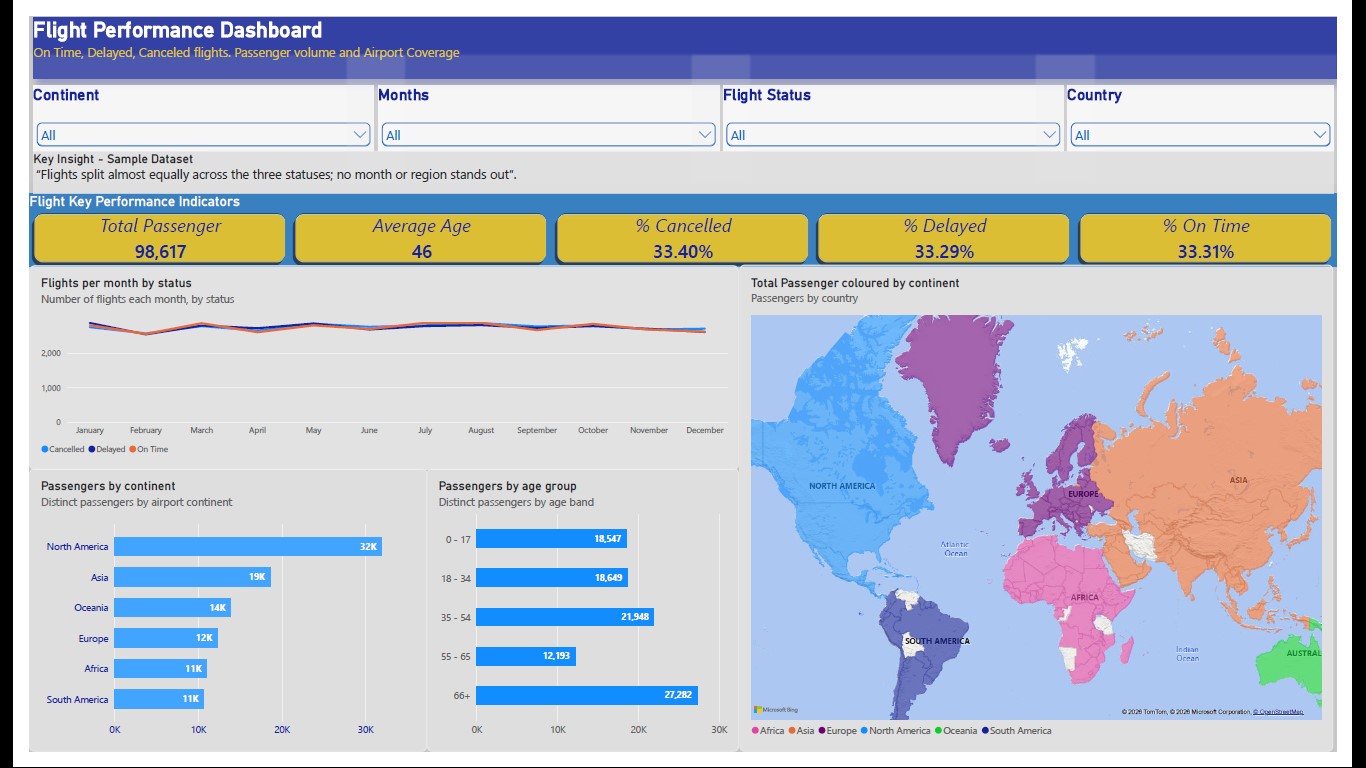 Flight Performance Dashboard
On Time, Delayed, Canceled flights. Passenger volume and Airport Coverage
Continent
Months
Flight Status
Country
All
All
All
All
Key Insight - Sample Dataset
"Flights split almost equally across the three statuses; no month or region stands out".
Flight Key Performance Indicators
Total Passenger
98,617
Average Age
46
% Cancelled
33.40%
% Delayed
33.29%
% On Time
33.31%
Flights per month by status
Number of flights each month, by status
2,000
1,000
0
January February March April May June July August September October November December
Cancelled Delayed On Time
Passengers by continent
Distinct passengers by airport continent
North America 32K
Asia 19K
Oceania 14K
Europe 12K
Africa 11K
South America 11K
0K 10K 20K 30K
Passengers by age group
Distinct passengers by age band
0 - 17 18,547
18 - 34 18,649
35 - 54 21,948
55 - 65 12,193
66+ 27,282
0K 10K 20K 30K
Total Passenger coloured by continent
Passengers by country
NORTH AMERICA
EUROPE
ASIA
Atlantic
Ocean
AFRICA
SOUTH AMERICA
Indian
Ocean
AUSTRAL
Microsoft Bing
© 2026 TomTom, © 2026 Microsoft Corporation, © OpenStreetMap
Africa Asia Europe North America Oceania South America